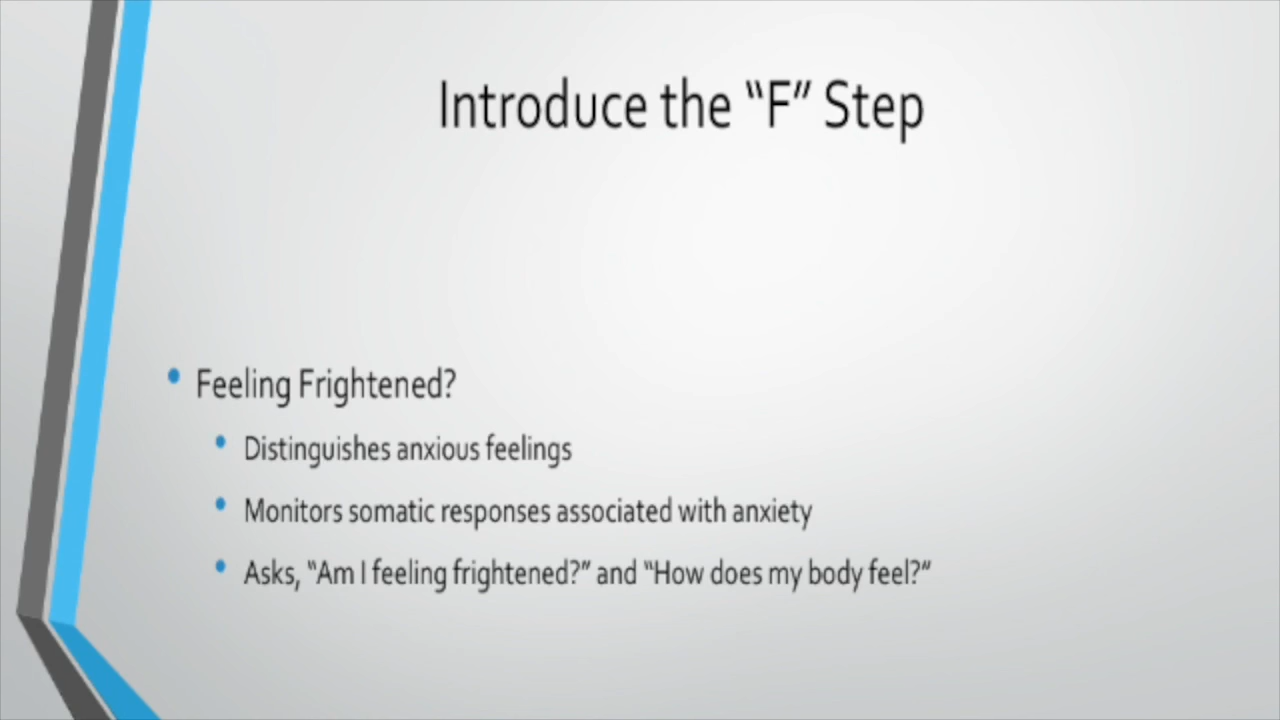 Introduce the “F” Step
• Feeling Frightened?
• Distinguishes anxious feelings
• Monitors somatic responses associated with anxiety
• Asks, “Am I feeling frightened?” and “How does my body feel?”